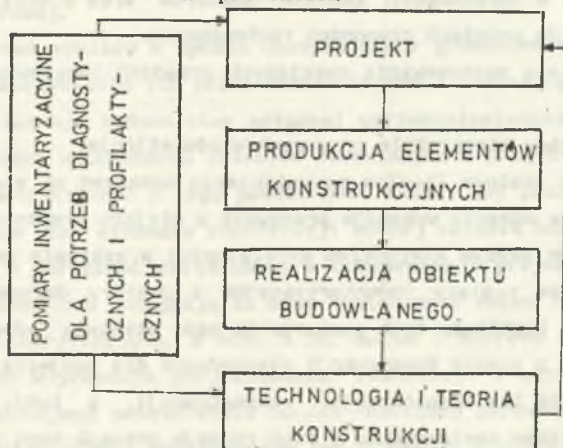 POMIARY INWENTARYZACYJNE
DLA POTRZEB DIAGNOSTY-
CZNYCH I PROFILAKTY-
CZNYCH
PROJEKT
PRODUKCJA ELEMENTÓW
KONSTRUKCYJNYCH
REALIZACJA OBIEKTU
BUDOWLANEGO.
TECHNOLOGIA I TEORIA
KONSTRUKCJI